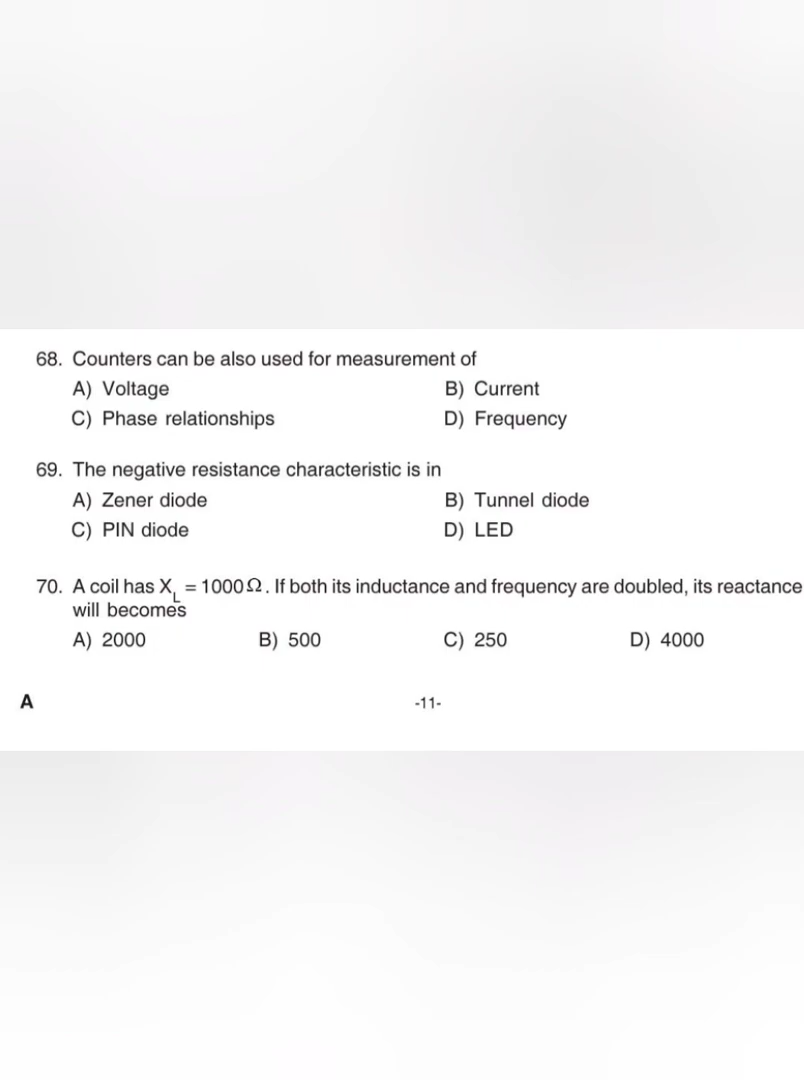 68. Counters can be also used for measurement of
A) Voltage B) Current
C) Phase relationships D) Frequency
69. The negative resistance characteristic is in
A) Zener diode B) Tunnel diode
C) PIN diode D) LED
70. A coil has X_L = 1000 Ω. If both its inductance and frequency are doubled, its reactance
will becomes
A) 2000 B) 500 C) 250 D) 4000
A -11-